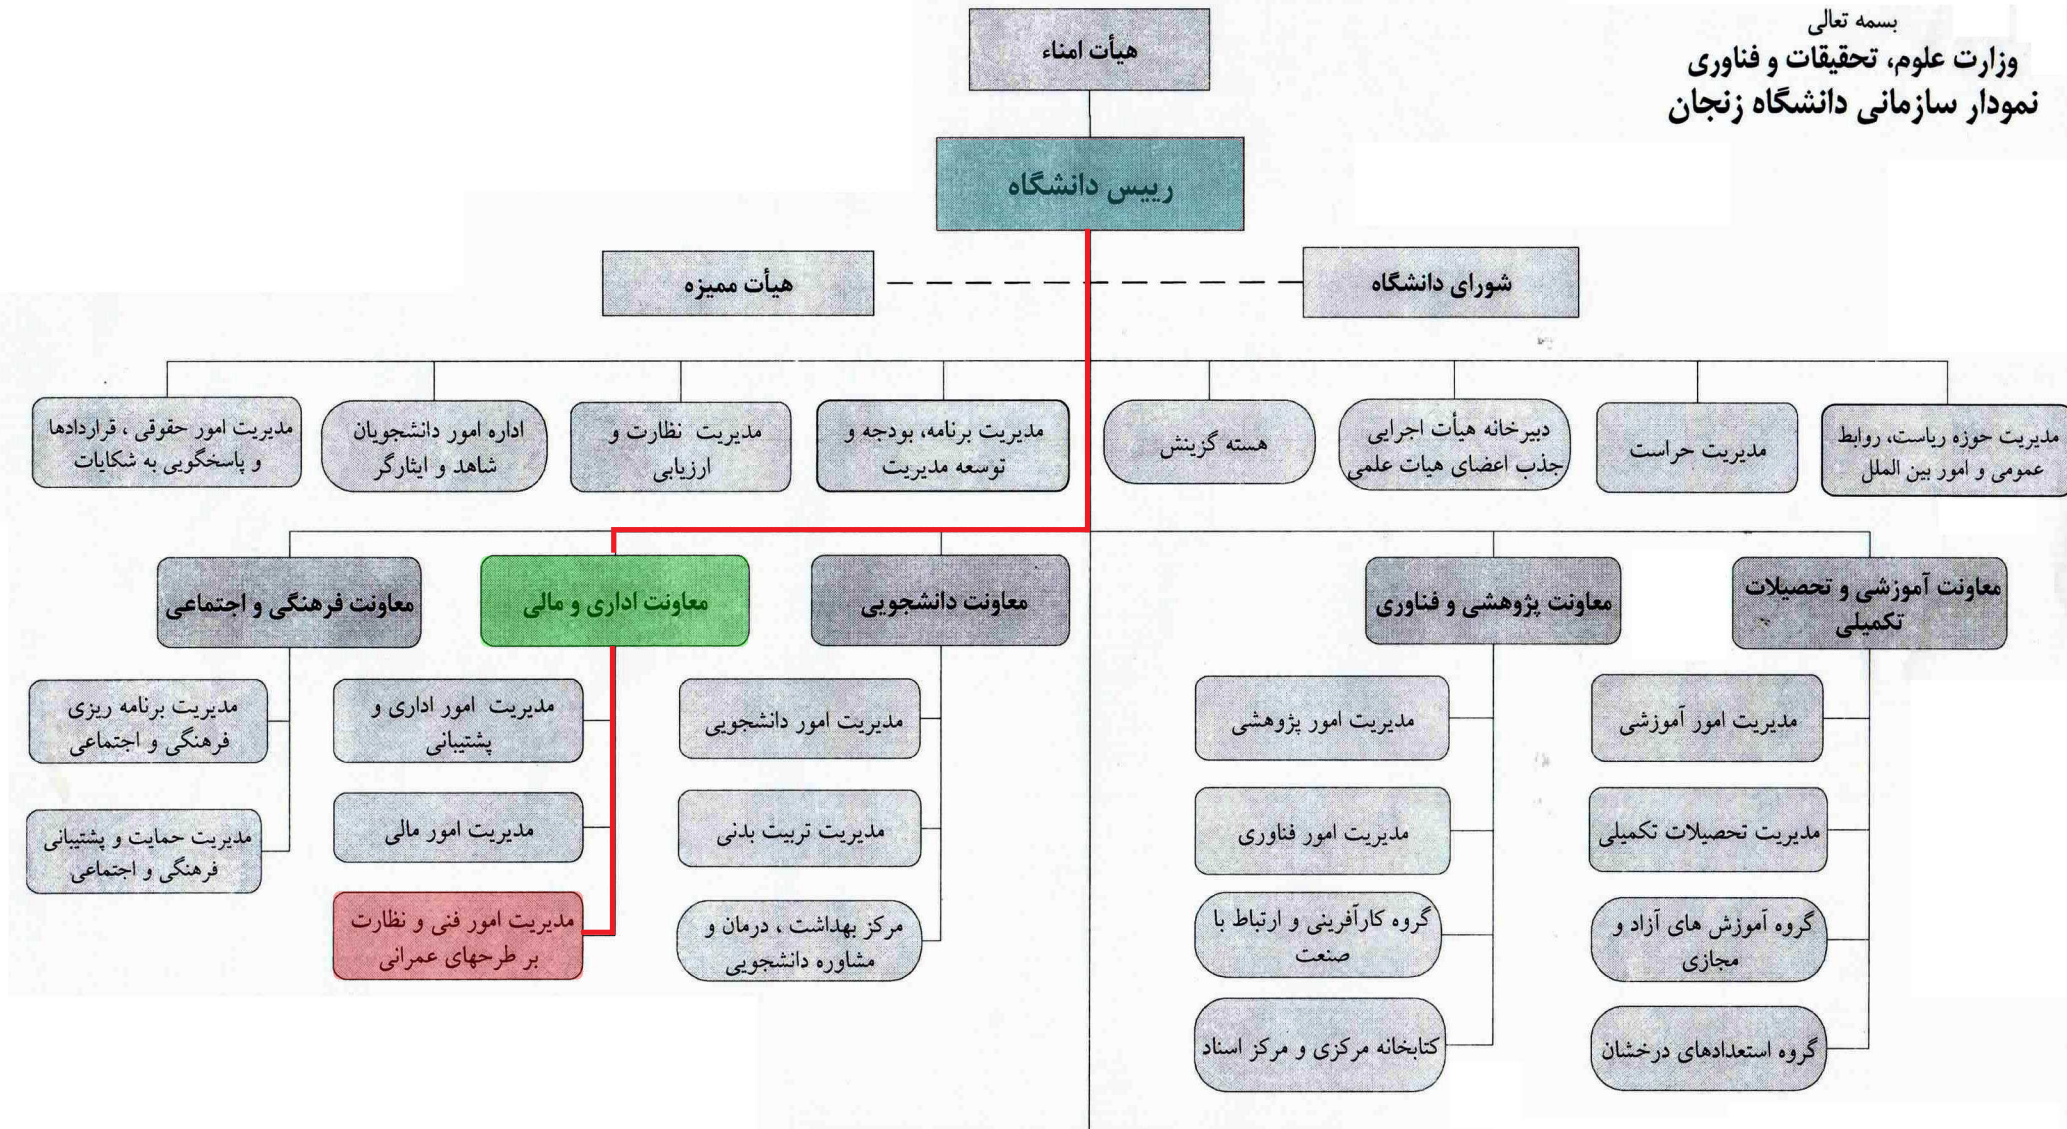 بسمه تعالی
وزارت علوم، تحقیقات و فناوری
نمودار سازمانی دانشگاه زنجان
هیأت امناء
رییس دانشگاه
شورای دانشگاه
هیأت ممیزه
مدیریت حوزه ریاست، روابط
عمومی و امور بین الملل
مدیریت حراست
دبیرخانه هیأت اجرایی
جذب اعضای هیات علمی
هسته گزینش
مدیریت برنامه، بودجه و
توسعه مدیریت
مدیریت نظارت و
ارزیابی
اداره امور دانشجویان
شاهد و ایثارگر
مدیریت امور حقوقی ، قراردادها
و پاسخگویی به شکایات
معاونت آموزشی و تحصیلات
تکمیلی
مدیریت امور آموزشی
مدیریت تحصیلات تکمیلی
گروه آموزش های آزاد و
مجازی
گروه استعدادهای درخشان
معاونت پژوهشی و فناوری
مدیریت امور پژوهشی
مدیریت امور فناوری
گروه کارآفرینی و ارتباط با
صنعت
کتابخانه مرکزی و مرکز اسناد
معاونت دانشجویی
مدیریت امور دانشجویی
مدیریت تربیت بدنی
مرکز بهداشت ، درمان و
مشاوره دانشجویی
معاونت اداری و مالی
مدیریت امور اداری و
پشتیبانی
مدیریت امور مالی
مدیریت امور فنی و نظارت
بر طرحهای عمرانی
معاونت فرهنگی و اجتماعی
مدیریت برنامه ریزی
فرهنگی و اجتماعی
مدیریت حمایت و پشتیبانی
فرهنگی و اجتماعی